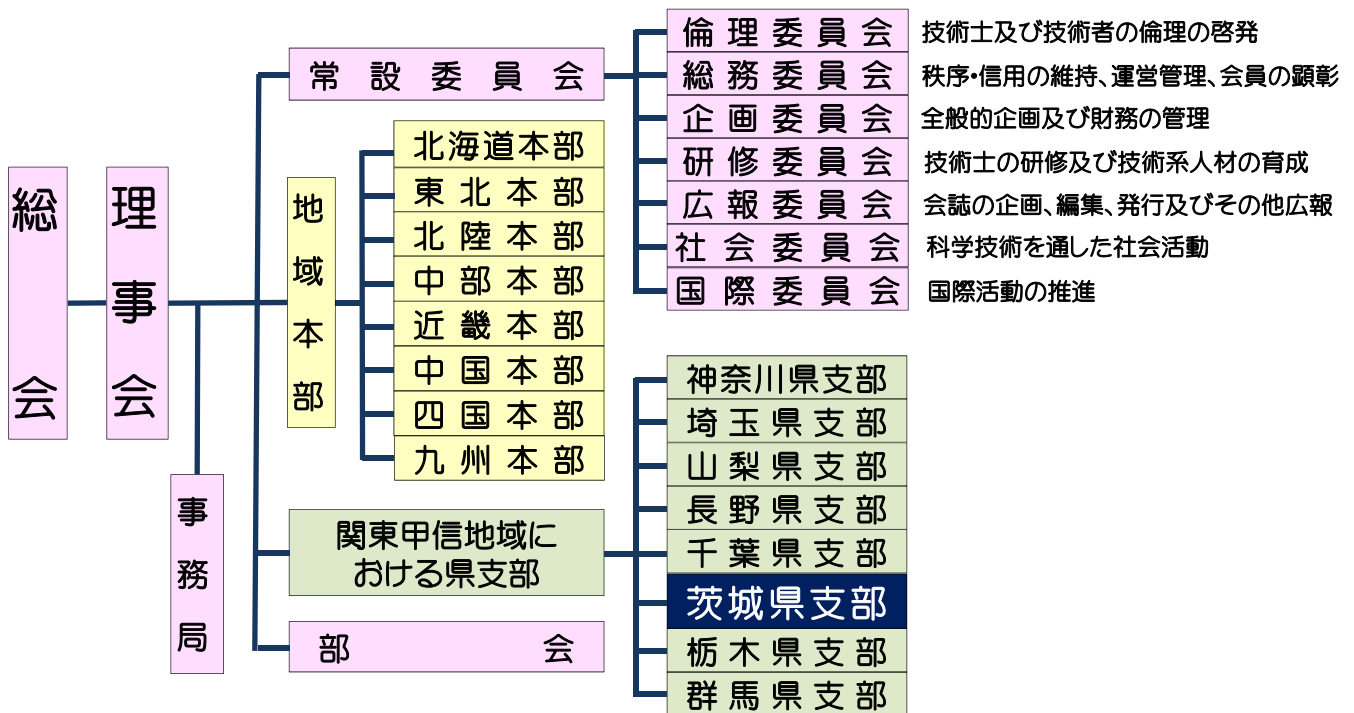 総会
理事会
事務局
常設委員会
倫理委員会 技術士及び技術者の倫理の啓発
総務委員会 秩序・信用の維持、運営管理、会員の顕彰
企画委員会 全般的企画及び財務の管理
研修委員会 技術士の研修及び技術系人材の育成
広報委員会 会誌の企画、編集、発行及びその他広報
社会委員会 科学技術を通した社会活動
国際委員会 国際活動の推進
地域本部
北海道本部
東北本部
北陸本部
中部本部
近畿本部
中国本部
四国本部
九州本部
関東甲信地域に
おける県支部
神奈川県支部
埼玉県支部
山梨県支部
長野県支部
千葉県支部
茨城県支部
栃木県支部
群馬県支部
部会